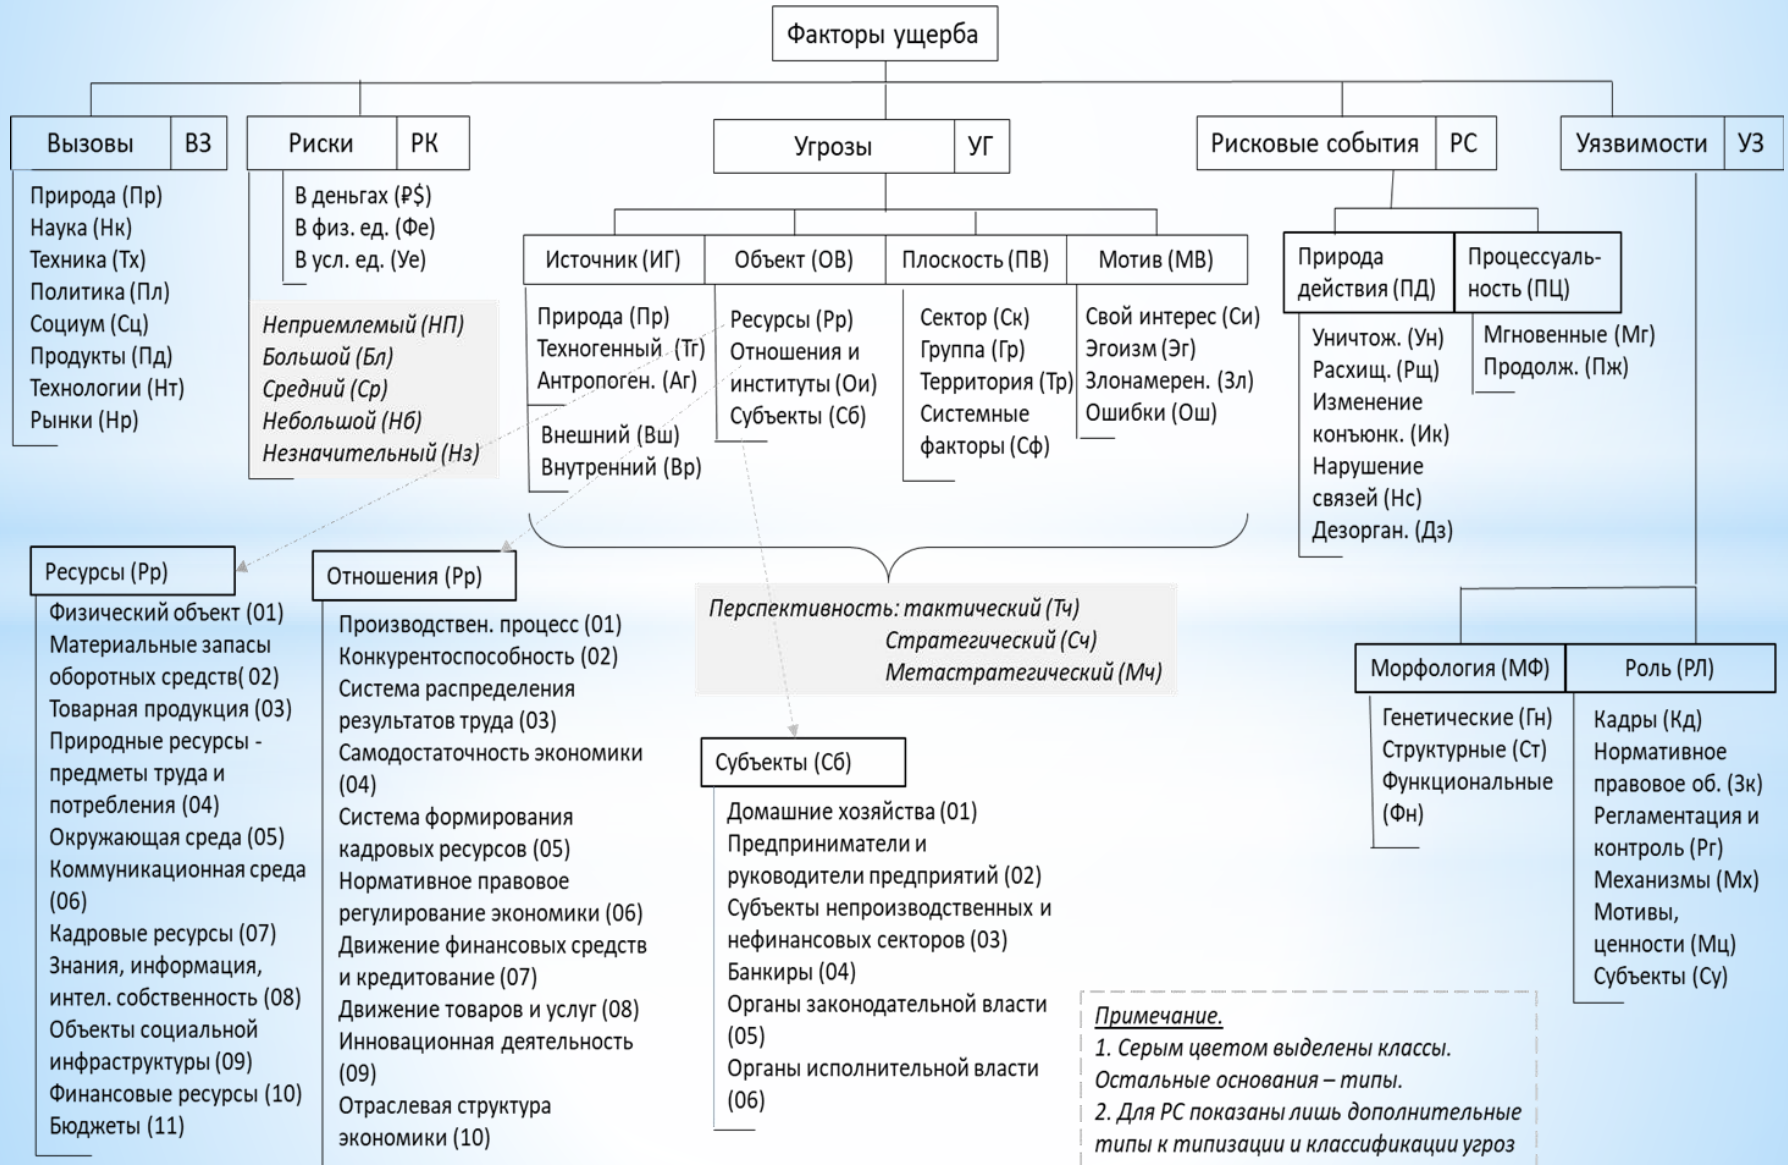 Факторы ущерба
Вызовы ВЗ
Природа (Пр)
Наука (Нк)
Техника (Тх)
Политика (Пл)
Социум (Сц)
Продукты (Пд)
Технологии (Нт)
Рынки (Нр)
Риски РК
В деньгах (₽$)
В физ. ед. (Фе)
В усл. ед. (Уе)
Неприемлемый (НП)
Большой (Бл)
Средний (Ср)
Небольшой (Нб)
Незначительный (Нз)
Угрозы УГ
Источник (ИГ)
Природа (Пр)
Техногенный (Тг)
Антропоген. (Аг)
Внешний (Вш)
Внутренний (Вр)
Объект (ОВ)
Ресурсы (Рр)
Отношения и
институты (Ои)
Субъекты (Сб)
Плоскость (ПВ)
Сектор (Ск)
Группа (Гр)
Территория (Тр)
Системные
факторы (Сф)
Мотив (МВ)
Свой интерес (Си)
Эгоизм (Эг)
Злонамерен. (Зл)
Ошибки (Ош)
Рисковые события РС
Природа
действия (ПД)
Уничтож. (Ун)
Расхищ. (Рщ)
Изменение
конъюнк. (Ик)
Нарушение
связей (Нс)
Дезорган. (Дз)
Процессуаль-
ность (ПЦ)
Мгновенные (Мг)
Продолж. (Пж)
Уязвимости УЗ
Перспективность: тактический (Тч)
Стратегический (Сч)
Метастратегический (Мч)
Ресурсы (Рр)
Физический объект (01)
Материальные запасы
оборотных средств( 02)
Товарная продукция (03)
Природные ресурсы -
предметы труда и
потребления (04)
Окружающая среда (05)
Коммуникационная среда
(06)
Кадровые ресурсы (07)
Знания, информация,
интел. собственность (08)
Объекты социальной
инфраструктуры (09)
Финансовые ресурсы (10)
Бюджеты (11)
Отношения (Рр)
Производствен. процесс (01)
Конкурентоспособность (02)
Система распределения
результатов труда (03)
Самодостаточность экономики
(04)
Система формирования
кадровых ресурсов (05)
Нормативное правовое
регулирование экономики (06)
Движение финансовых средств
и кредитование (07)
Движение товаров и услуг (08)
Инновационная деятельность
(09)
Отраслевая структура
экономики (10)
Субъекты (Сб)
Домашние хозяйства (01)
Предприниматели и
руководители предприятий (02)
Субъекты непроизводственных и
нефинансовых секторов (03)
Банкиры (04)
Органы законодательной власти
(05)
Органы исполнительной власти
(06)
Морфология (МФ)
Генетические (Гн)
Структурные (Ст)
Функциональные
(Фн)
Роль (РЛ)
Кадры (Кд)
Нормативное
правовое об. (Зк)
Регламентация и
контроль (Рг)
Механизмы (Мх)
Мотивы,
ценности (Мц)
Субъекты (Су)
Примечание.
1. Серым цветом выделены классы.
Остальные основания – типы.
2. Для РС показаны лишь дополнительные
типы к типизации и классификации угроз